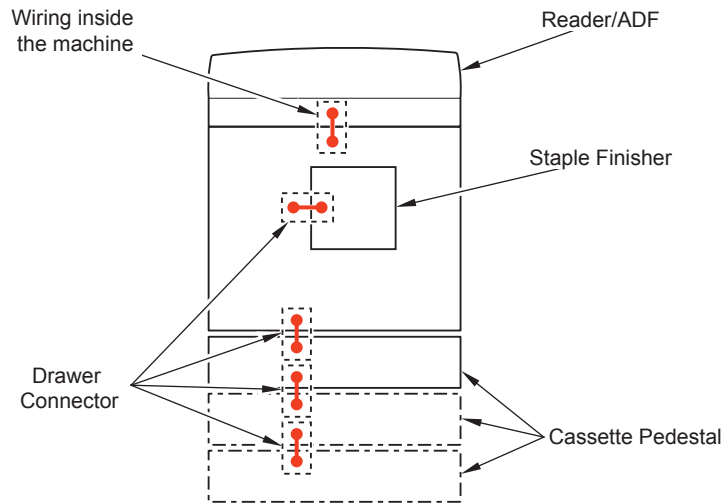 Wiring inside
the machine
Reader/ADF
Staple Finisher
Drawer
Connector
Cassette Pedestal